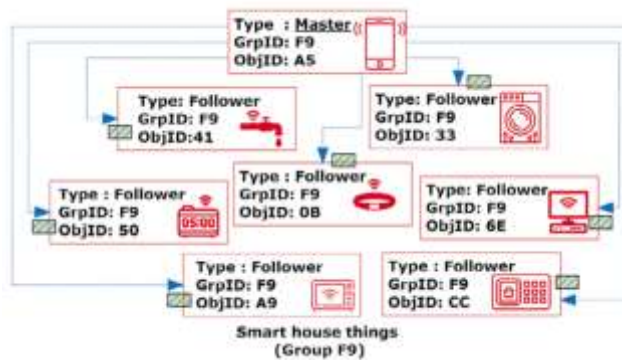 Type : Master
GrpID: F9
ObjID: A5
Type: Follower
GrpID: F9
ObjID:41
Type: Follower
GrpID: F9
ObjID: 33
Type : Follower
GrpID: F9
ObjID: 50
05:00
Type : Follower
GrpID: F9
ObjID: 0B
Type: Follower
GrpID: F9
ObjID: 6E
Type : Follower
GrpID: F9
ObjID: A9
Type : Follower
GrpID: F9
ObjID: CC
Smart house things
(Group F9)